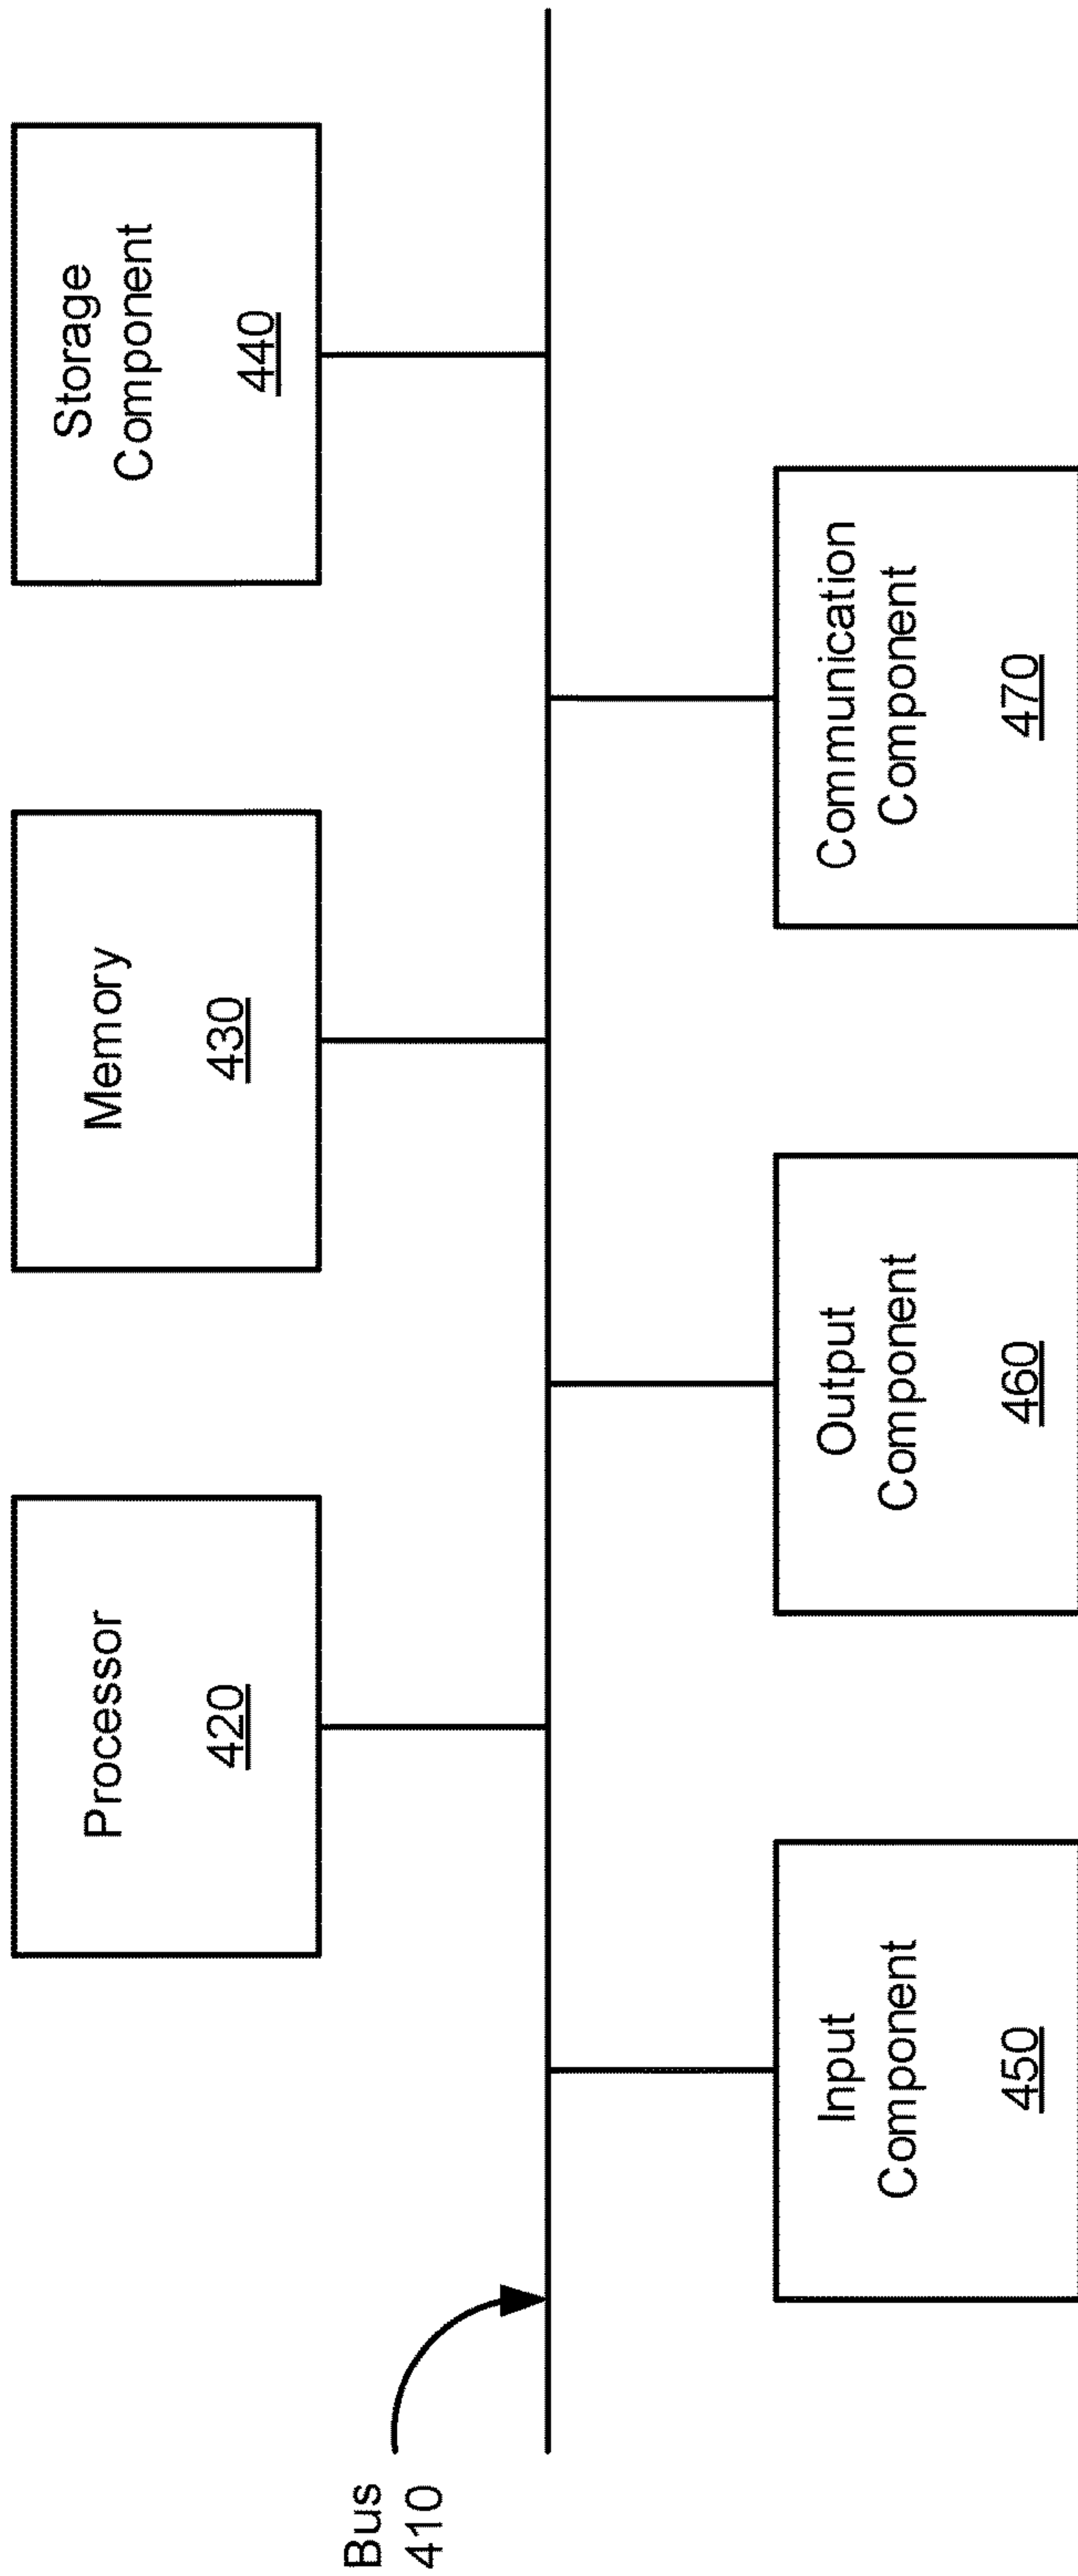 Processor
420
Memory
430
Storage
Component
440
Bus
410
Input
Component
450
Output
Component
460
Communication
Component
470